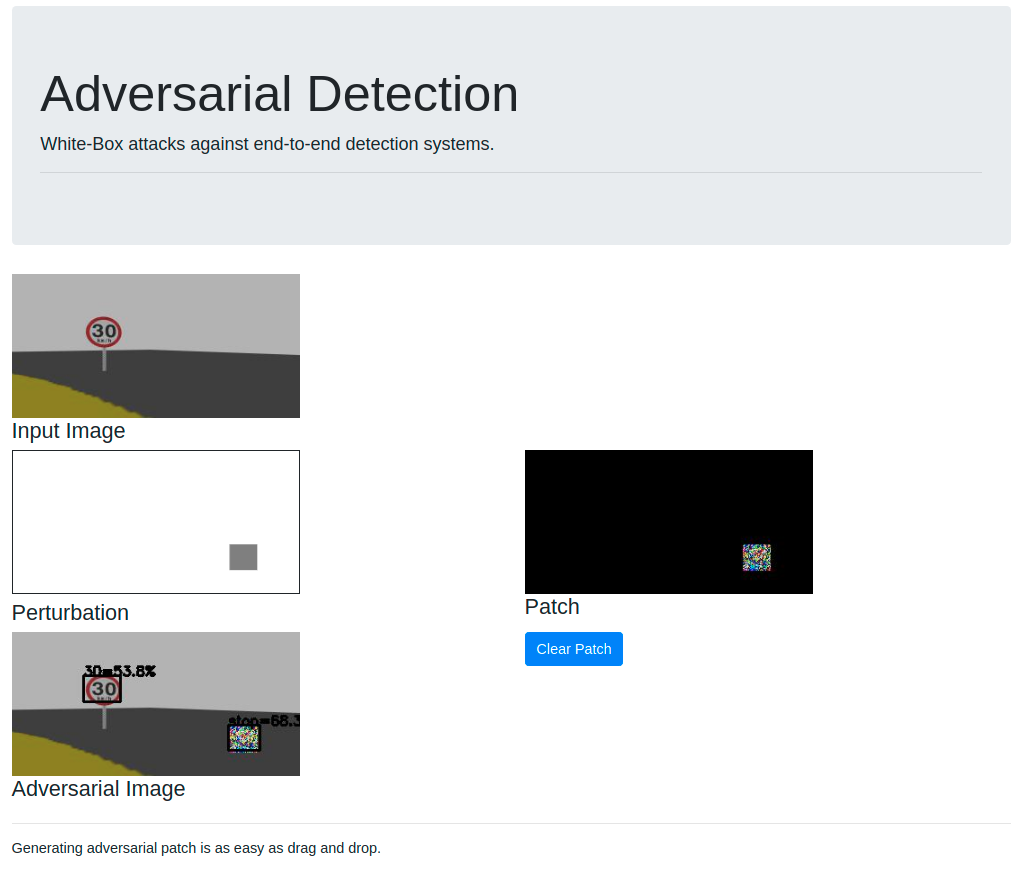 Adversarial Detection
White-Box attacks against end-to-end detection systems.
30
km/h
Input Image
Perturbation
Patch
Clear Patch
30=53.8%
30
stop=68.3
Adversarial Image
Generating adversarial patch is as easy as drag and drop.